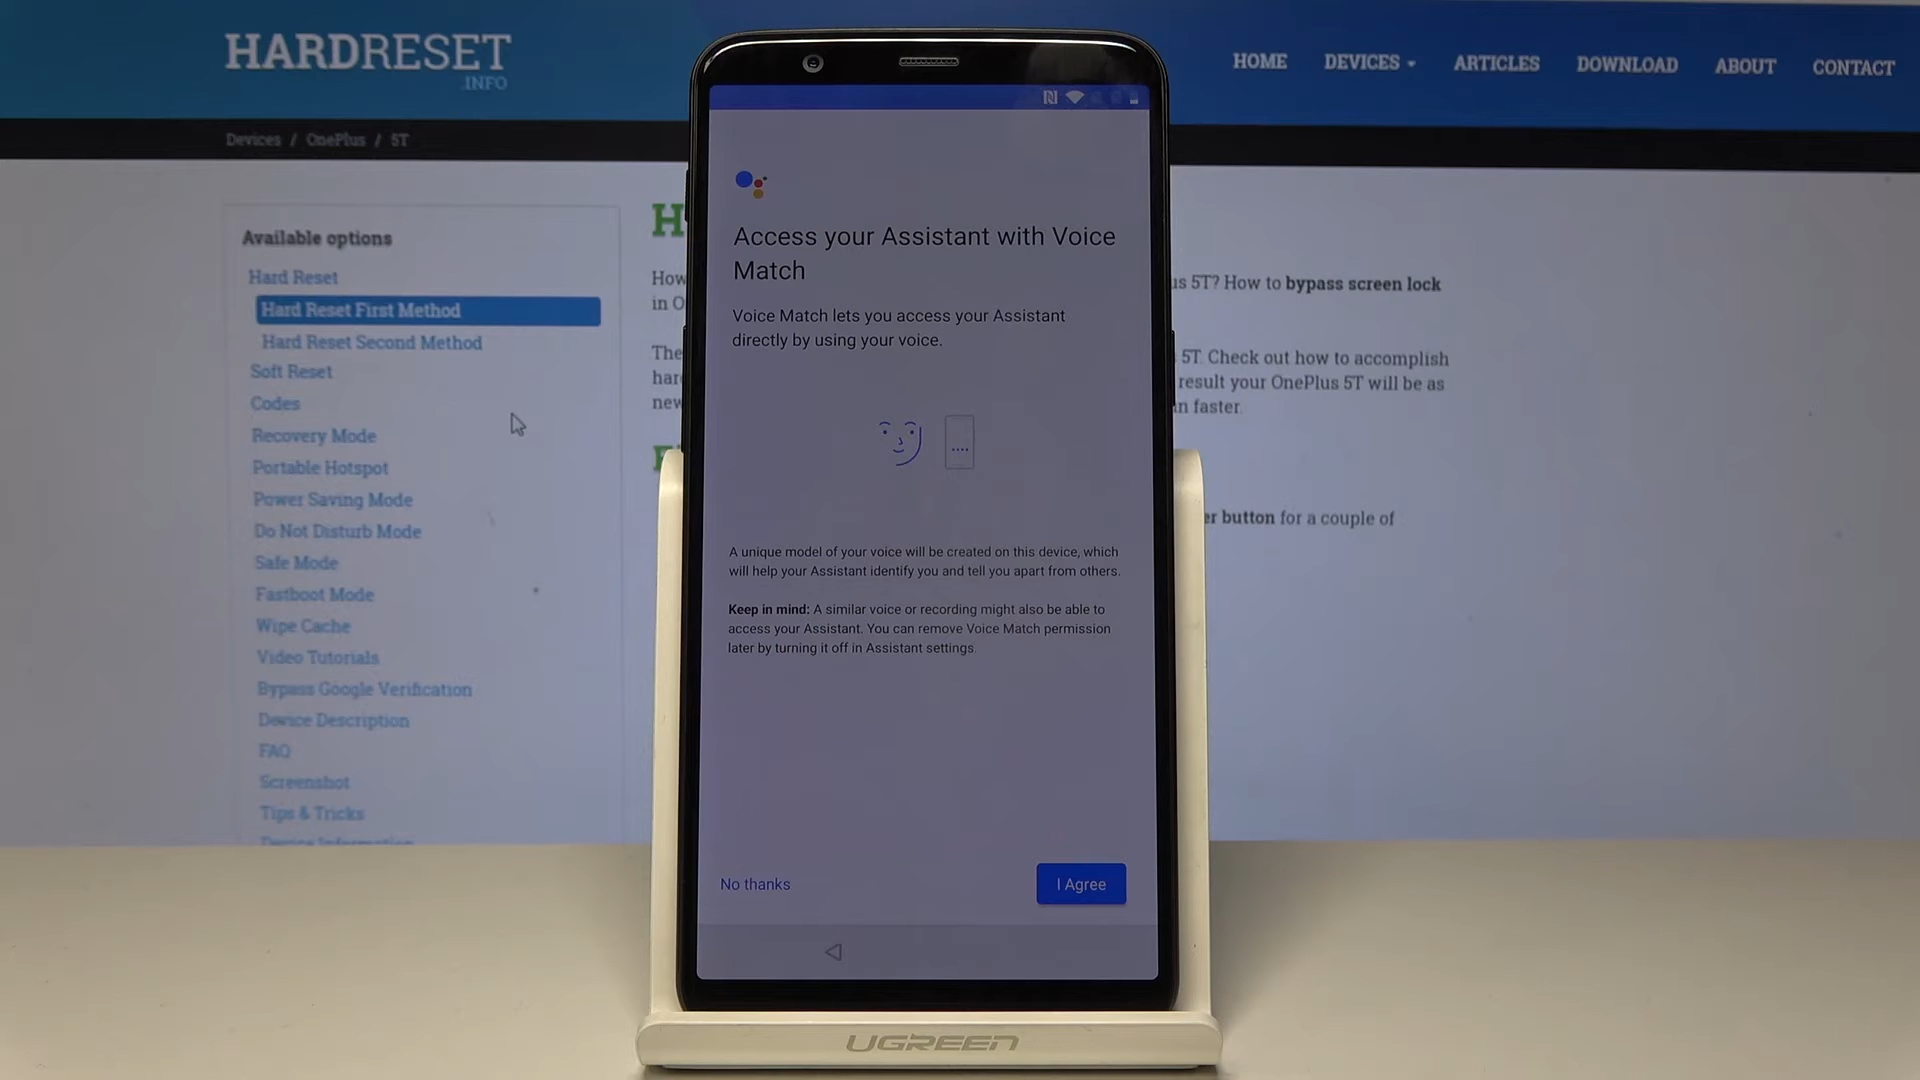 HARDRESET
.INFO
HOME DEVICES ARTICLES DOWNLOAD ABOUT CONTACT
Devices / OnePlus / 5T
Available options
Hard Reset
Hard Reset First Method
Hard Reset Second Method
Soft Reset
Codes
Recovery Mode
Portable Hotspot
Power Saving Mode
Do Not Disturb Mode
Safe Mode
Fastboot Mode
Wipe Cache
Video Tutorials
Bypass Google Verification
Device Description
FAQ
Screenshot
Tips & Tricks
Device Information
H
How
in O
The
har
new
5T? How to bypass screen lock
5T. Check out how to accomplish
result your OnePlus 5T will be as
faster.
button for a couple of
Access your Assistant with Voice
Match
Voice Match lets you access your Assistant
directly by using your voice.
A unique model of your voice will be created on this device, which
will help your Assistant identify you and tell you apart from others.
Keep in mind: A similar voice or recording might also be able to
access your Assistant. You can remove Voice Match permission
later by turning it off in Assistant settings.
No thanks
I Agree
UGREEN